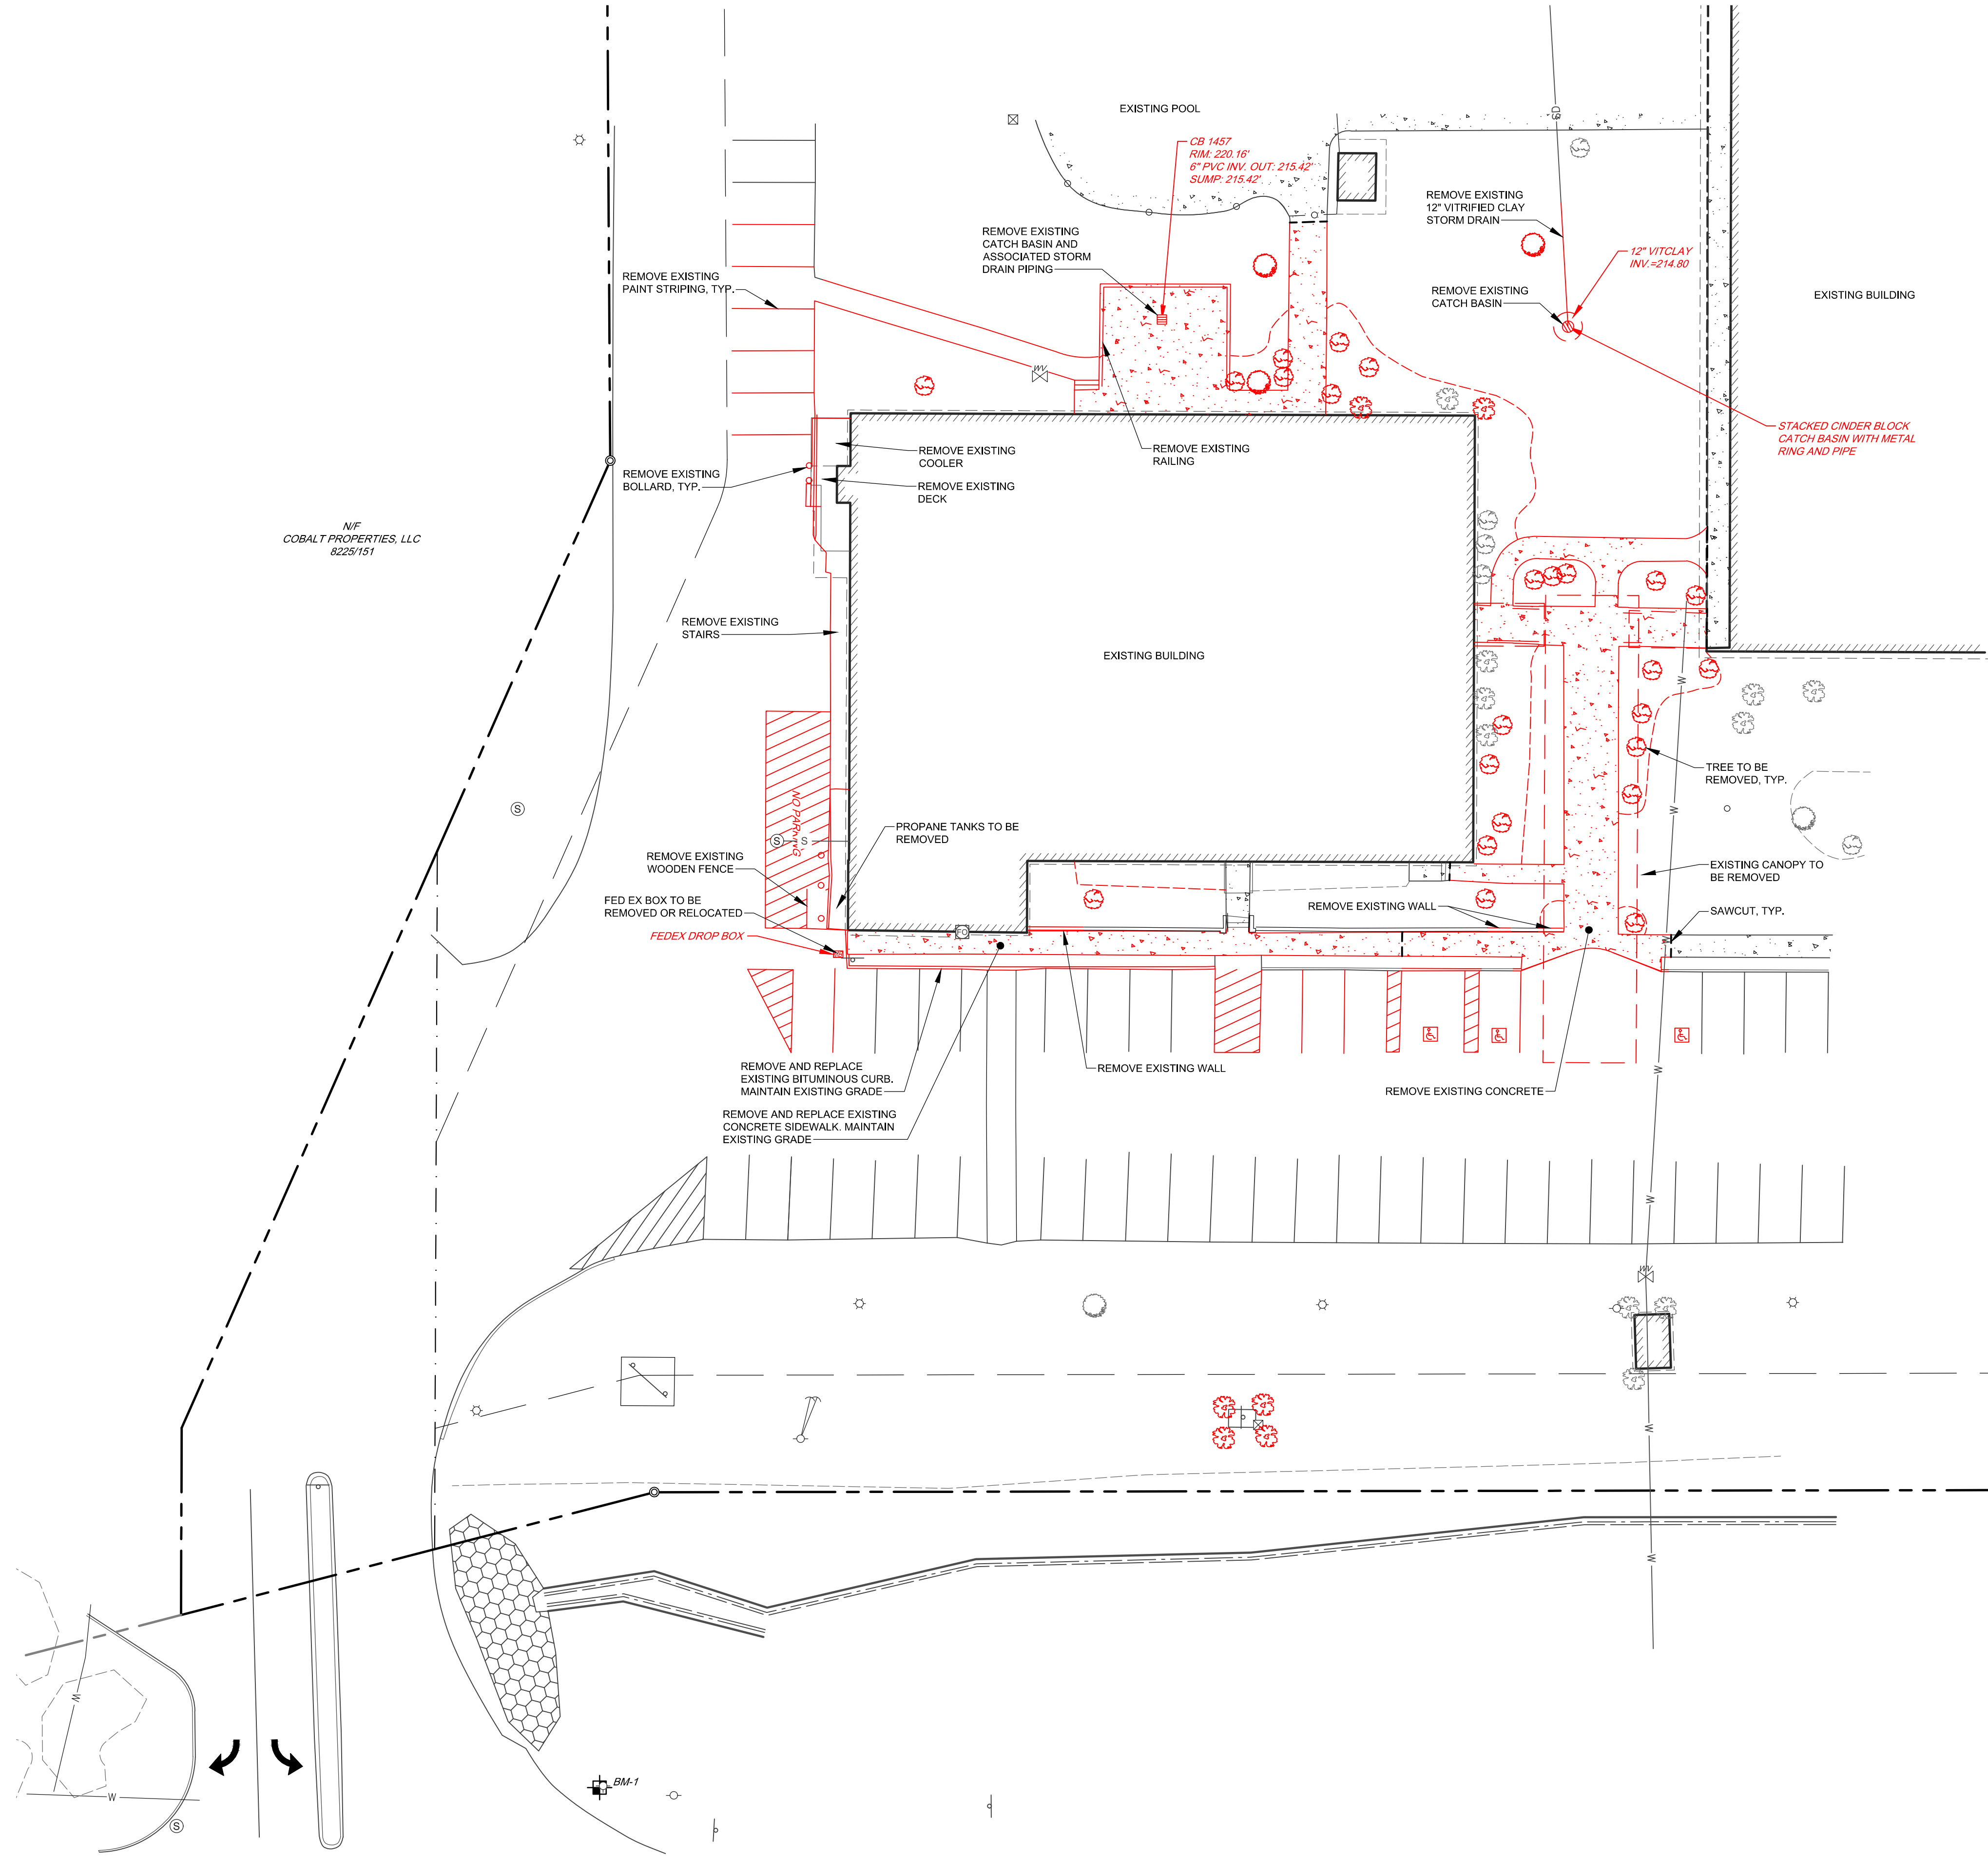 EXISTING POOL
CB 1457
RIM: 220.16'
6" PVC INV. OUT: 215.42'
SUMP: 215.42'
SD
REMOVE EXISTING
12" VITRIFIED CLAY
STORM DRAIN
REMOVE EXISTING
CATCH BASIN AND
ASSOCIATED STORM
DRAIN PIPING
12" VITCLAY
INV.=214.80
REMOVE EXISTING
PAINT STRIPING, TYP.
REMOVE EXISTING
CATCH BASIN
EXISTING BUILDING
WV
STACKED CINDER BLOCK
CATCH BASIN WITH METAL
RING AND PIPE
REMOVE EXISTING
COOLER
REMOVE EXISTING
RAILING
REMOVE EXISTING
BOLLARD, TYP.
REMOVE EXISTING
DECK
N/F
COBALT PROPERTIES, LLC
8225/151
REMOVE EXISTING
STAIRS
EXISTING BUILDING
W
TREE TO BE
REMOVED, TYP.
NO PARKING
S
W
PROPANE TANKS TO BE
REMOVED
S
S
REMOVE EXISTING
WOODEN FENCE
EXISTING CANOPY TO
BE REMOVED
FED EX BOX TO BE
REMOVED OR RELOCATED
REMOVE EXISTING WALL
SAWCUT, TYP.
FEDEX DROP BOX
CO
W
REMOVE AND REPLACE
EXISTING BITUMINOUS CURB.
MAINTAIN EXISTING GRADE
REMOVE EXISTING WALL
W
REMOVE EXISTING CONCRETE
REMOVE AND REPLACE EXISTING
CONCRETE SIDEWALK. MAINTAIN
EXISTING GRADE
W
WV
W
W
W
W
BM-1
S